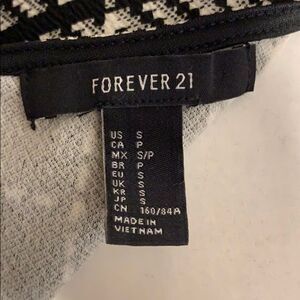 FOREVER 21
US S
CA P
MX S/P
BR P
EU S
UK S
KR S
JP S
CN 160/84A
MADE IN
VIETNAM